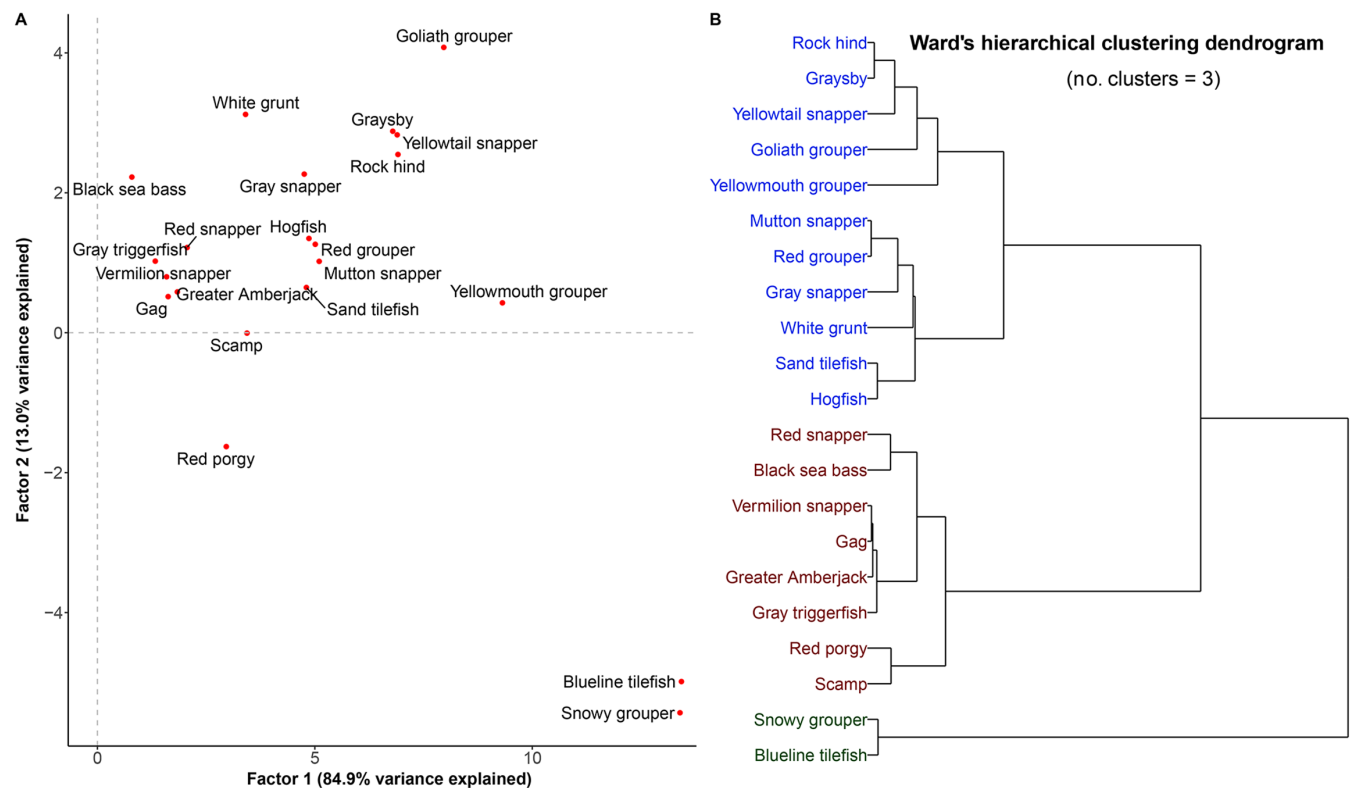 A
Goliath grouper
4
White grunt
Graysby
Yellowtail snapper
Rock hind
Black sea bass
Gray snapper
2
Red snapper
Hogfish
Gray triggerfish
Red grouper
Vermilion snapper
Mutton snapper
Greater Amberjack
Yellowmouth grouper
Gag
Sand tilefish
0
Scamp
Red porgy
−2
−4
Blueline tilefish
Snowy grouper
0
5
10
Factor 1 (84.9% variance explained)
Factor 2 (13.0% variance explained)
B
Ward's hierarchical clustering dendrogram
(no. clusters = 3)
Rock hind
Graysby
Yellowtail snapper
Goliath grouper
Yellowmouth grouper
Mutton snapper
Red grouper
Gray snapper
White grunt
Sand tilefish
Hogfish
Red snapper
Black sea bass
Vermilion snapper
Gag
Greater Amberjack
Gray triggerfish
Red porgy
Scamp
Snowy grouper
Blueline tilefish